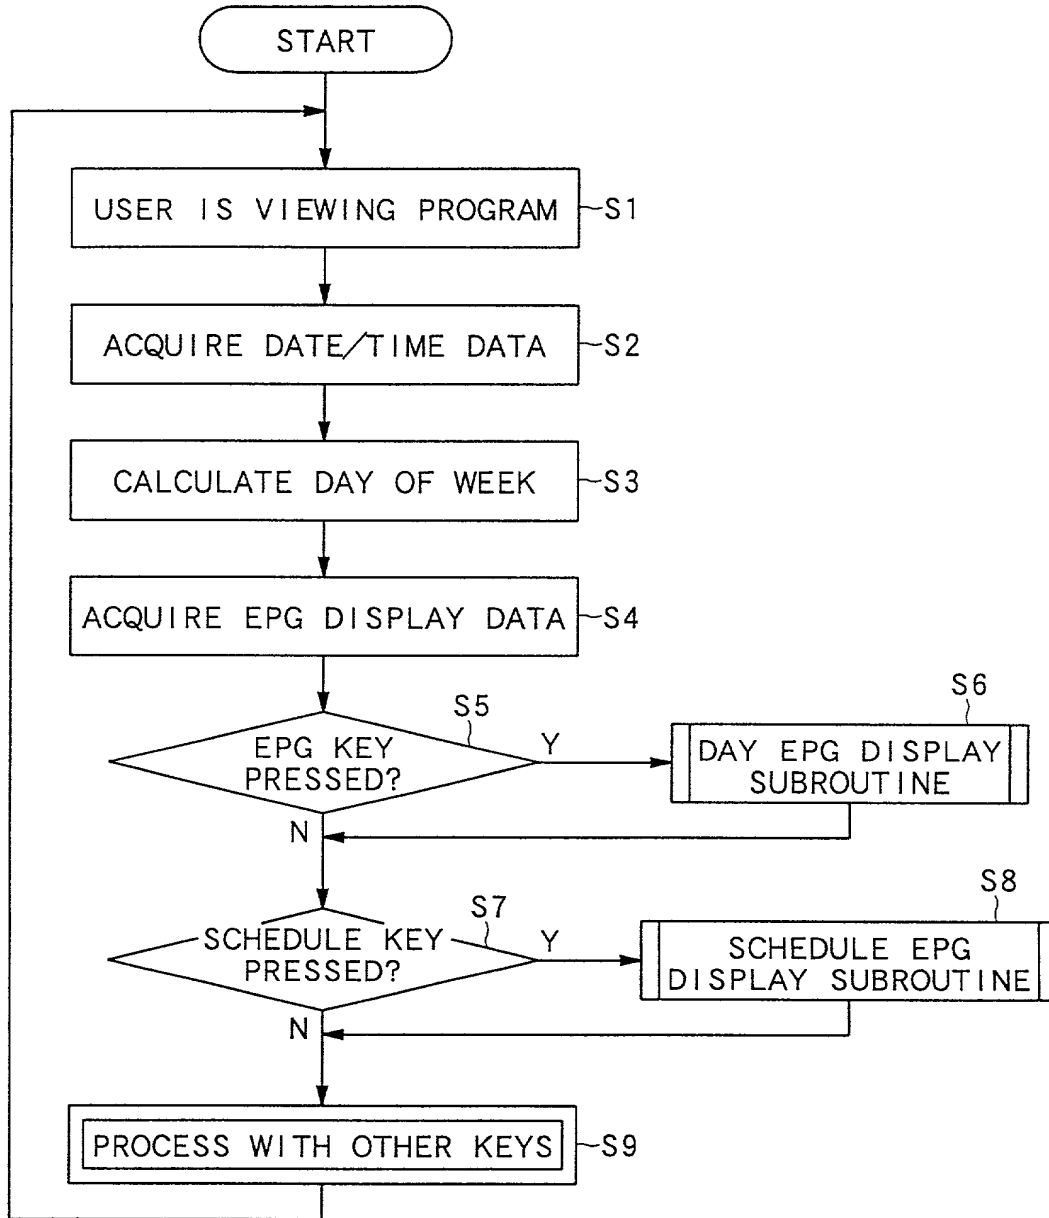 START
USER IS VIEWING PROGRAM
S1
ACQUIRE DATE/TIME DATA
S2
CALCULATE DAY OF WEEK
S3
ACQUIRE EPG DISPLAY DATA
S4
S5
EPG KEY
PRESSED?
Y
N
S6
DAY EPG DISPLAY
SUBROUTINE
S7
SCHEDULE KEY
PRESSED?
Y
N
S8
SCHEDULE EPG
DISPLAY SUBROUTINE
PROCESS WITH OTHER KEYS
S9